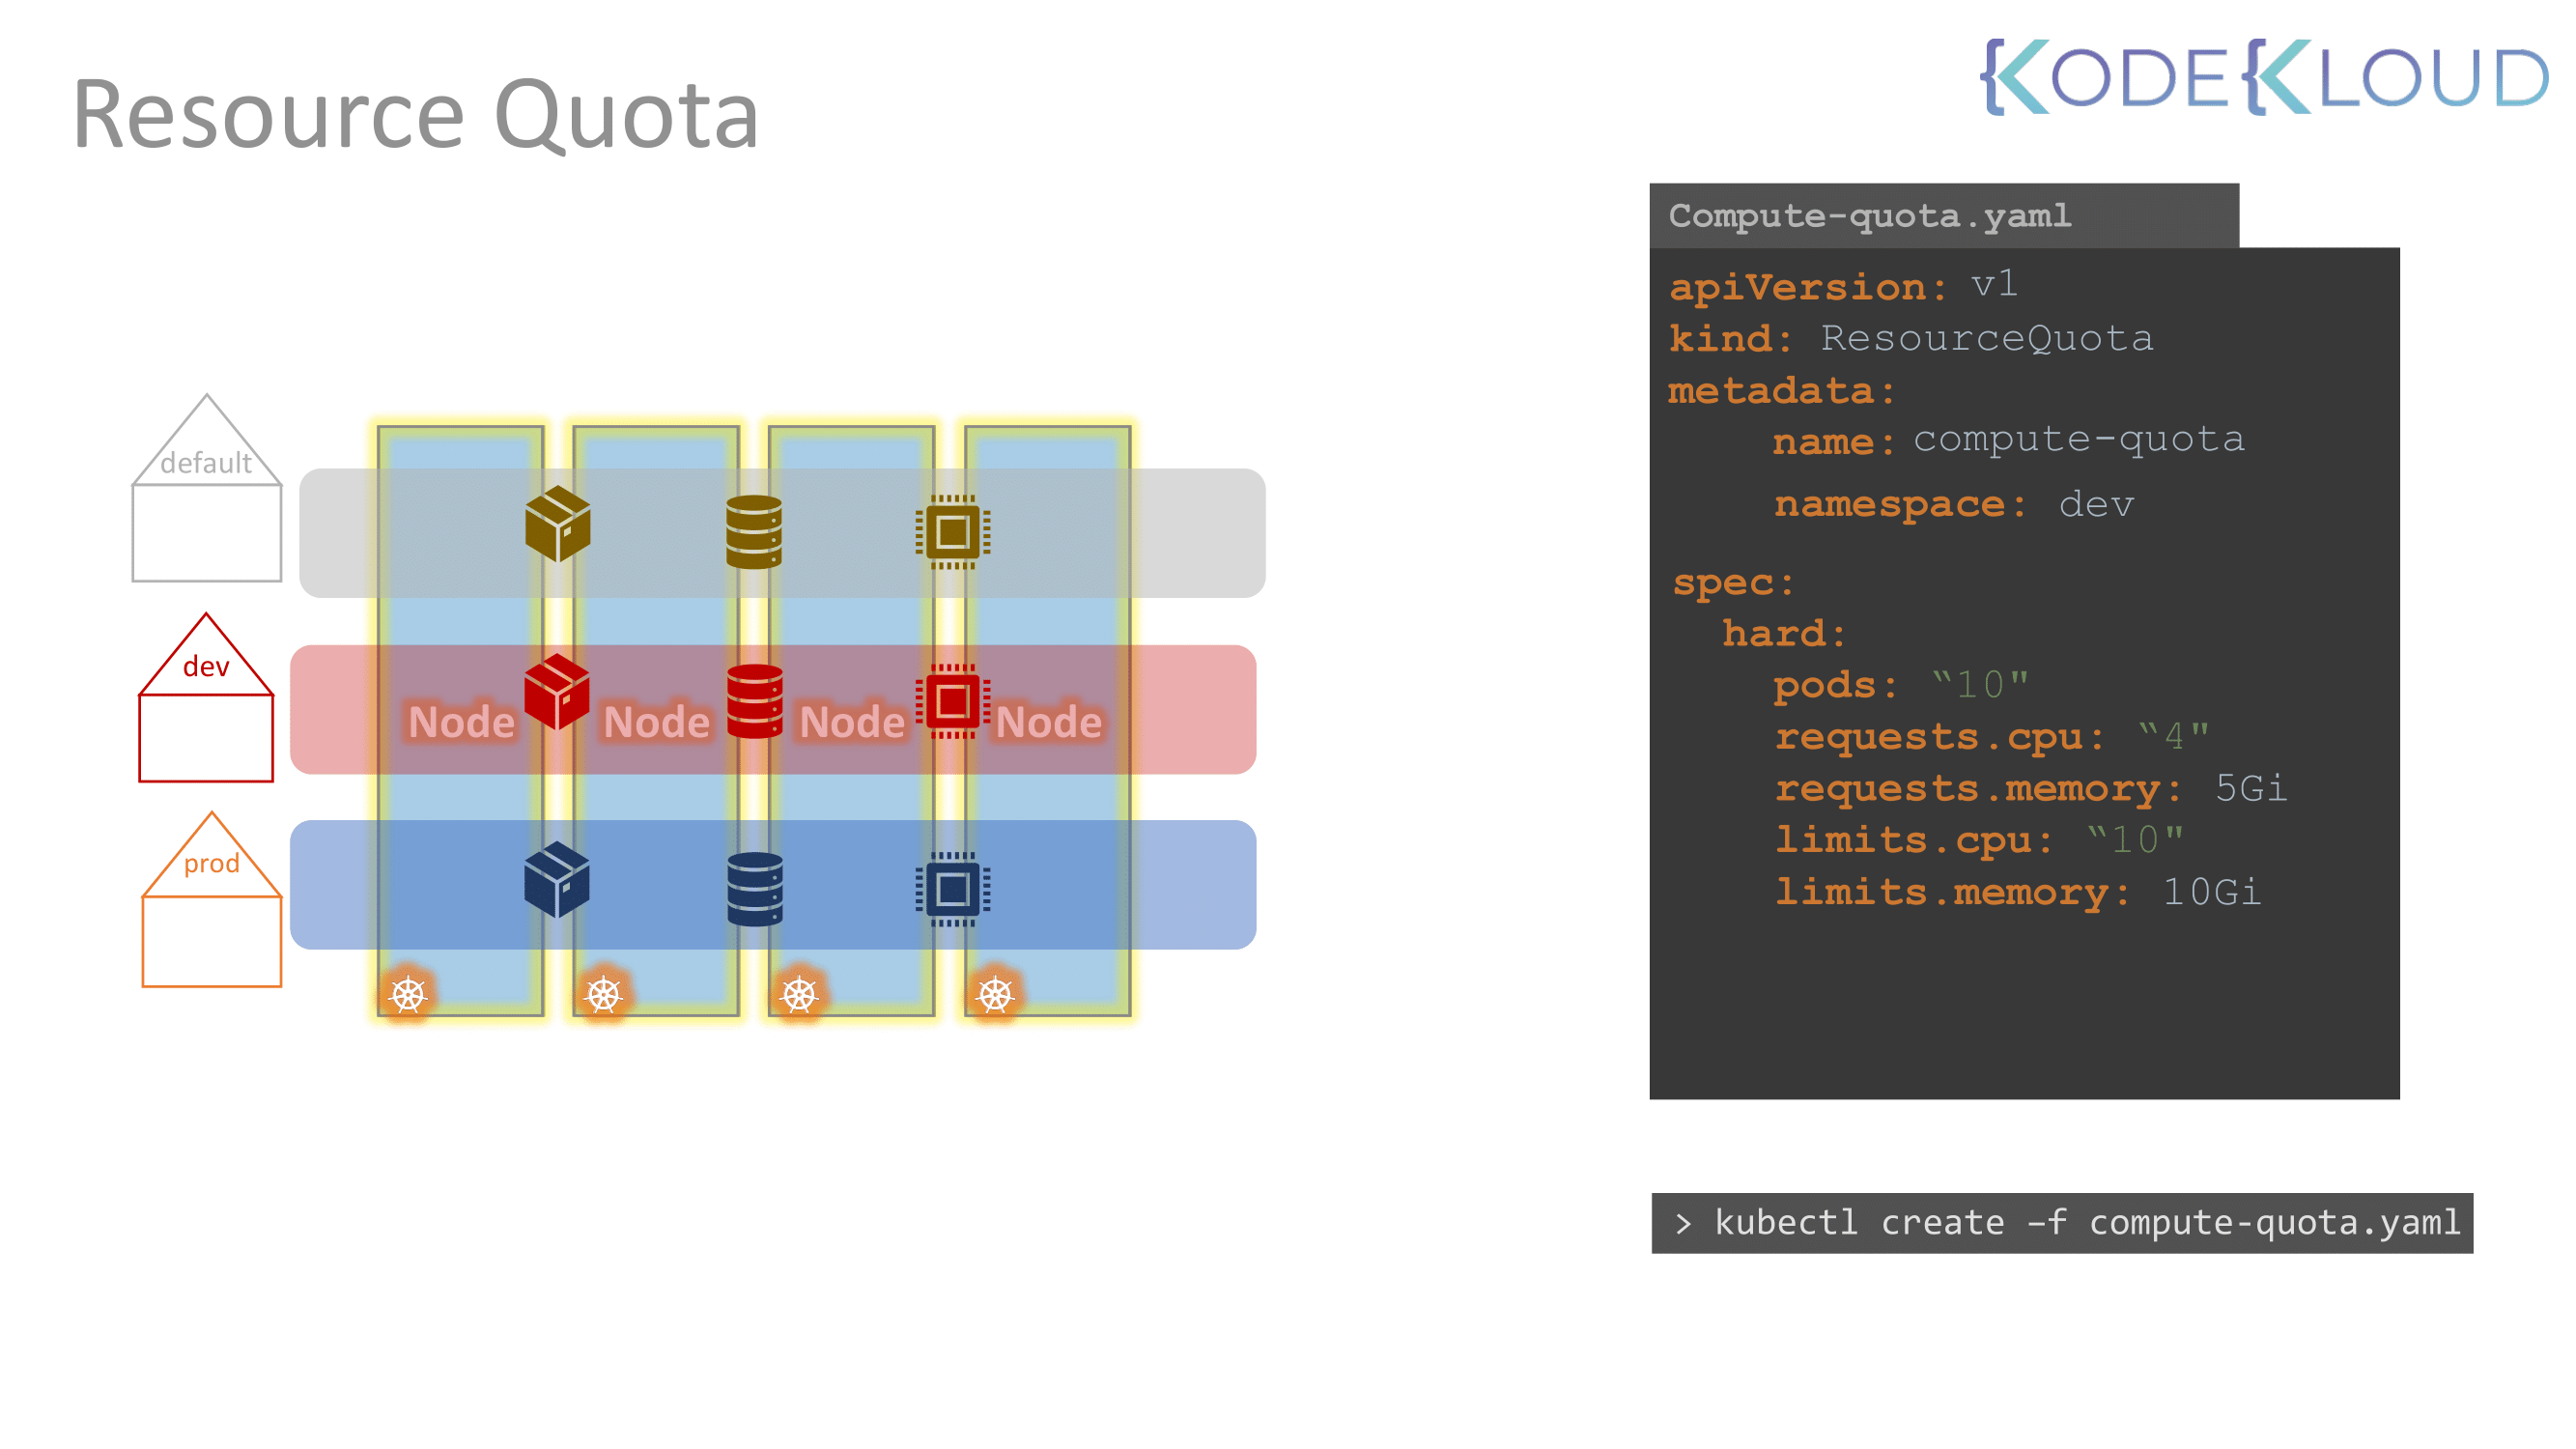 Resource Quota
{KODE{KLOUD
default
dev
Node Node Node Node
prod
Compute-quota.yaml
apiVersion: v1
kind: ResourceQuota
metadata:
name: compute-quota
namespace: dev
spec:
hard:
pods: “10"
requests.cpu: “4"
requests.memory: 5Gi
limits.cpu: “10"
limits.memory: 10Gi
> kubectl create –f compute-quota.yaml